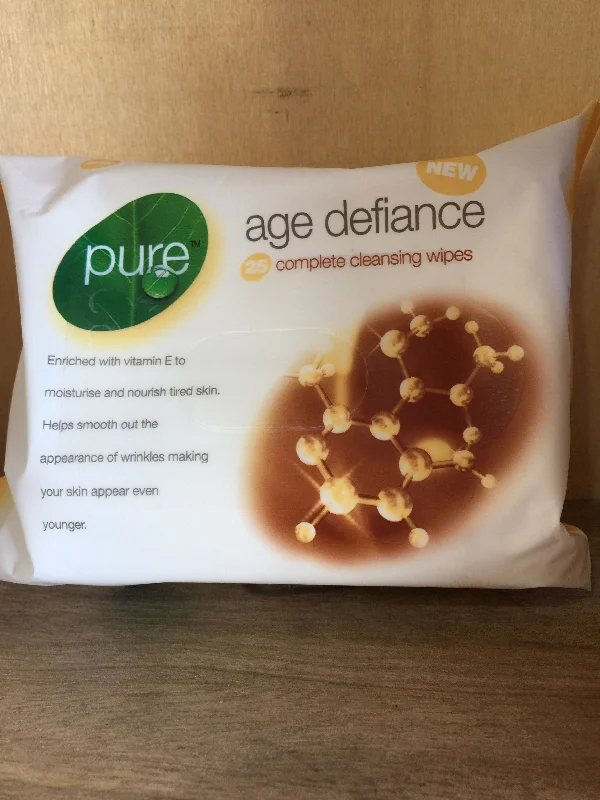 NEW
pure™
age defiance
25 complete cleansing wipes
Enriched with vitamin E to
moisturise and nourish tired skin.
Helps smooth out the
appearance of wrinkles making
your skin appear even
younger.